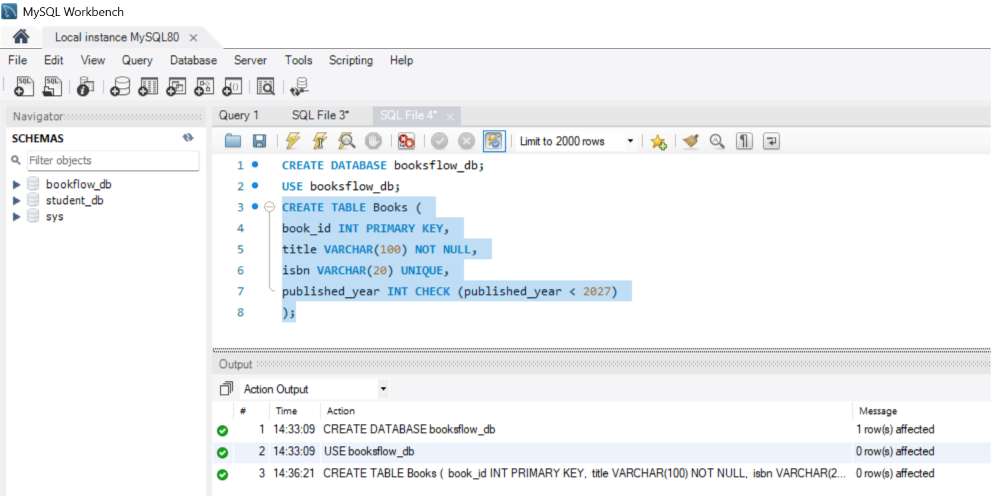 MySQL Workbench
Local instance MySQL80
File Edit View Query Database Server Tools Scripting Help
Navigator
SCHEMAS
Filter objects
bookflow_db
student_db
sys
Query 1 SQL File 3* SQL File 4*
Limit to 2000 rows
1 CREATE DATABASE booksflow_db;
2 USE booksflow_db;
3 CREATE TABLE Books (
4 book_id INT PRIMARY KEY,
5 title VARCHAR(100) NOT NULL,
6 isbn VARCHAR(20) UNIQUE,
7 published_year INT CHECK (published_year < 2027)
8 );
Output
Action Output
# Time Action Message
1 14:33:09 CREATE DATABASE booksflow_db 1 row(s) affected
2 14:33:09 USE booksflow_db 0 row(s) affected
3 14:36:21 CREATE TABLE Books ( book_id INT PRIMARY KEY, title VARCHAR(100) NOT NULL, isbn VARCHAR(2... 0 row(s) affected